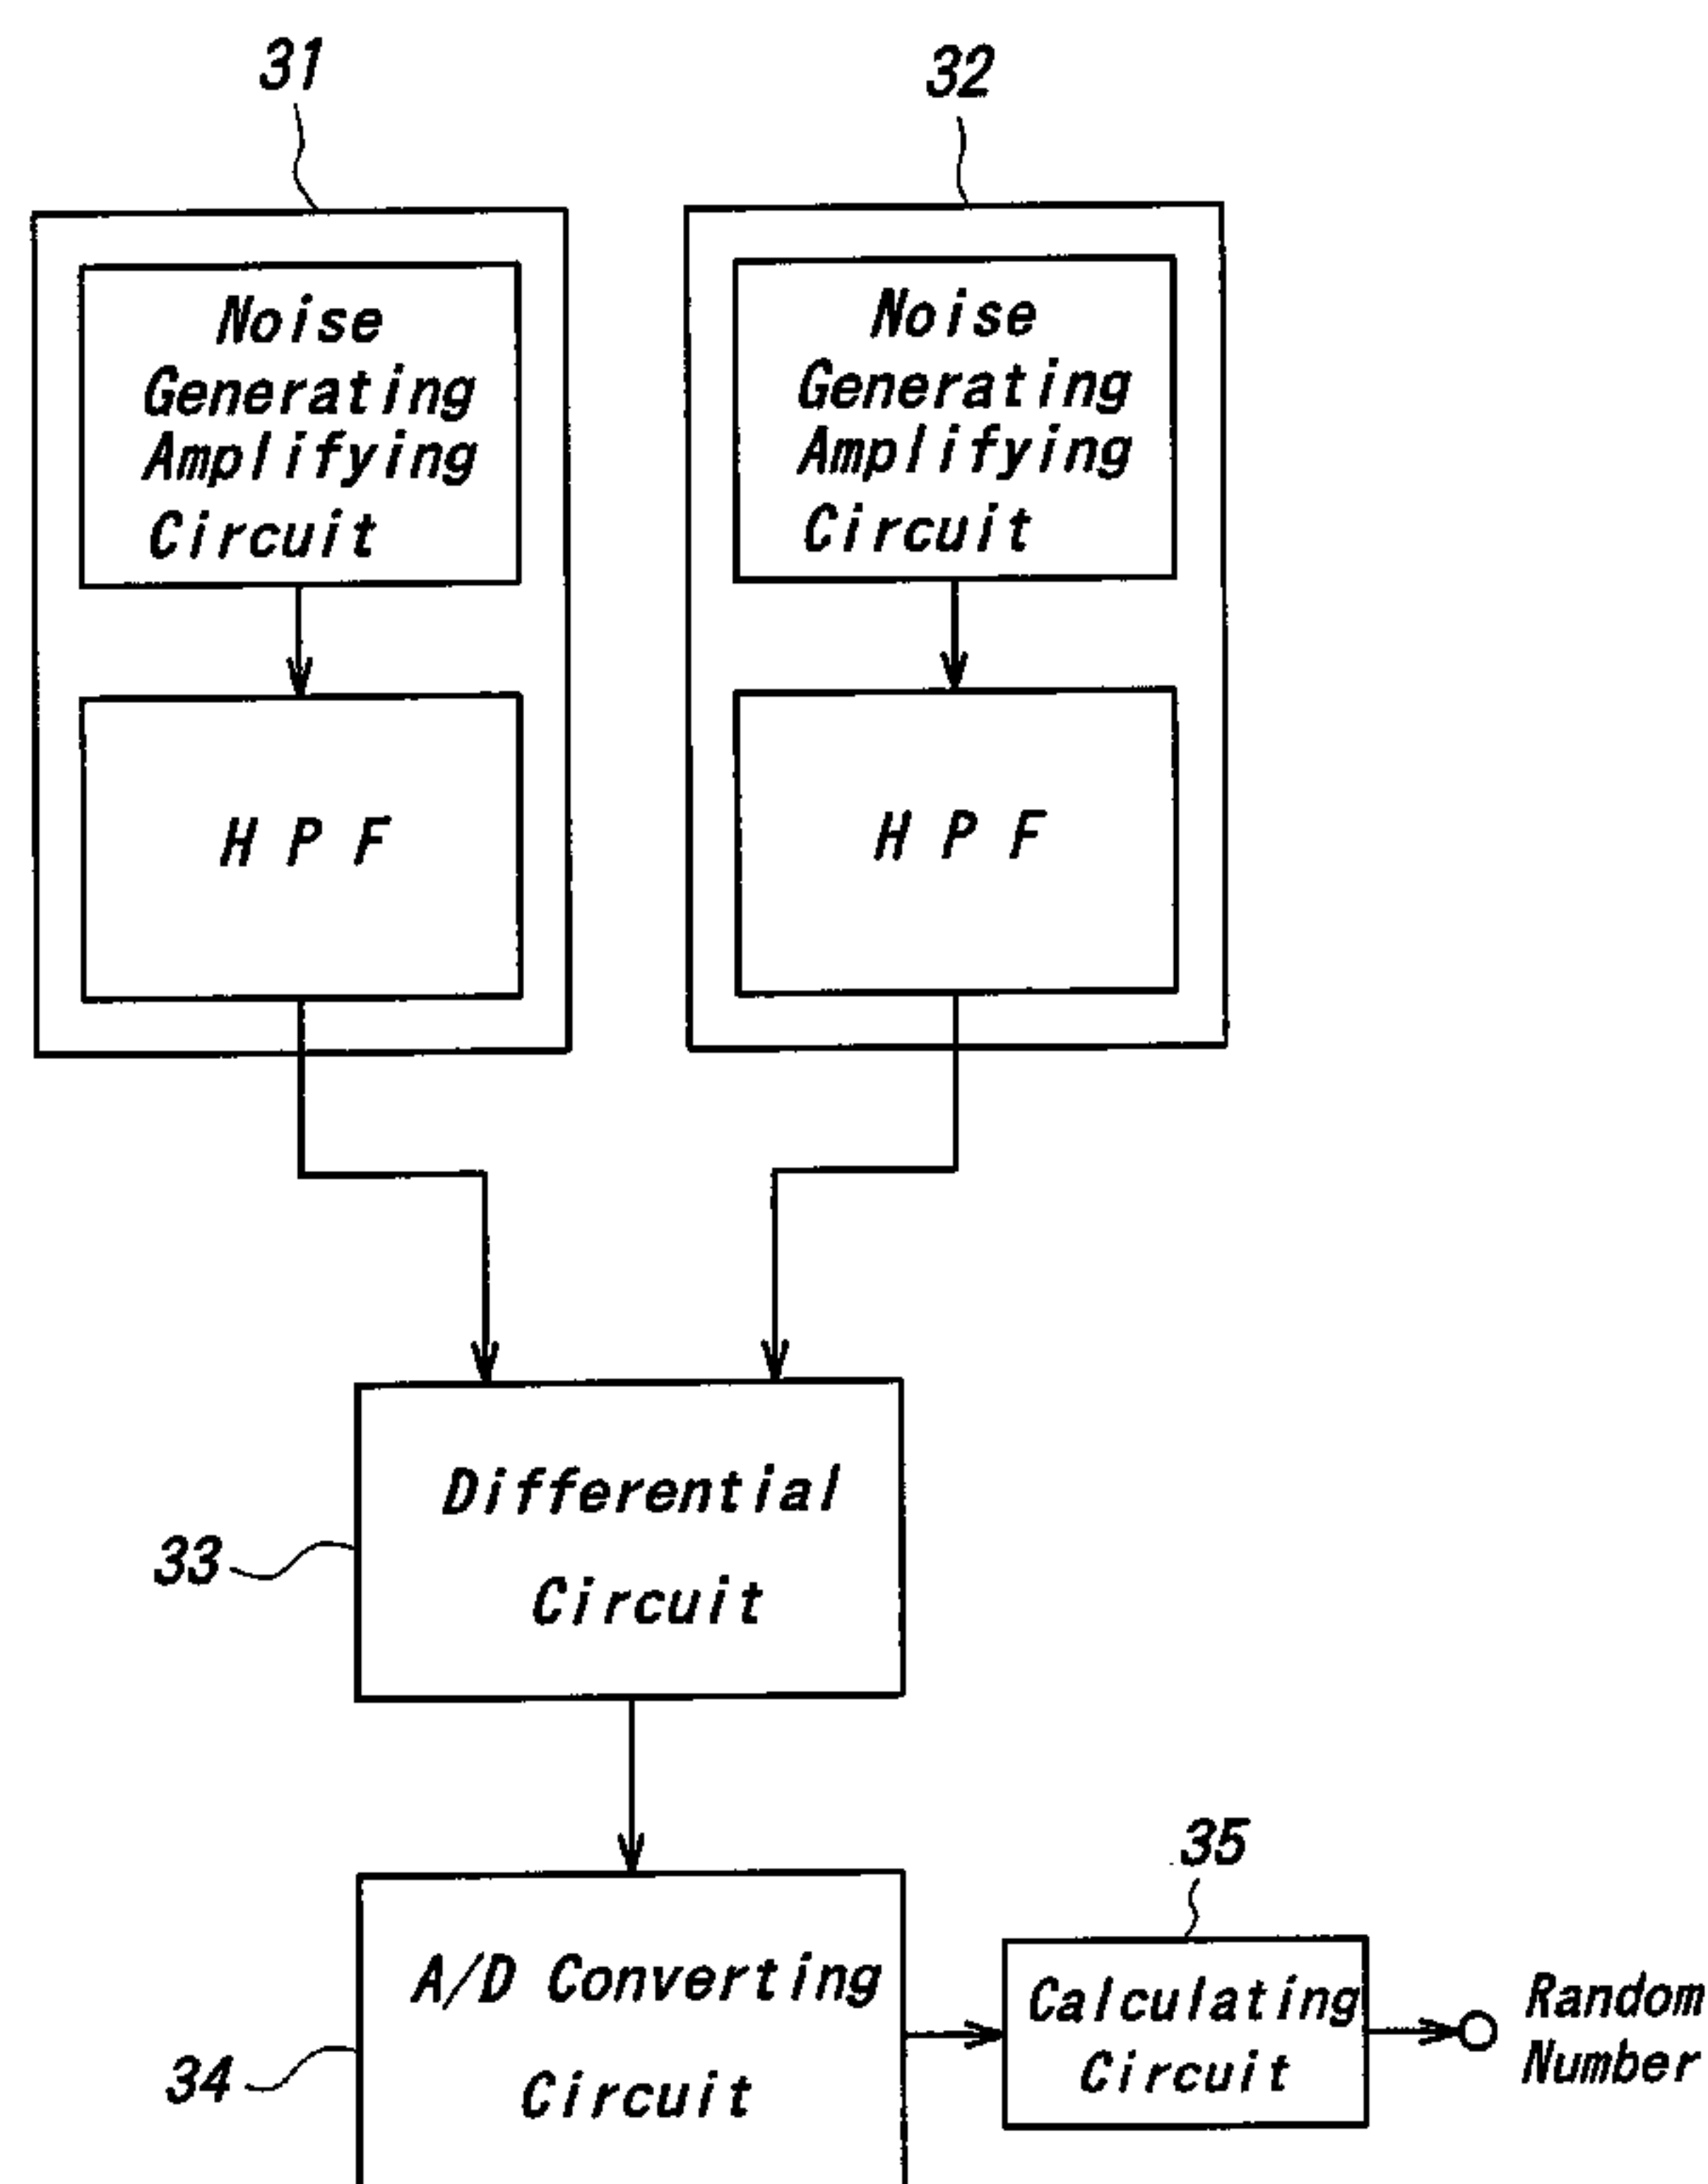 31
32
Noise
Generating
Amplifying
Circuit
Noise
Generating
Amplifying
Circuit
H P F
H P F
Differential
Circuit
33
35
A/D Converting
Circuit
34
Calculating
Circuit
Random
Number